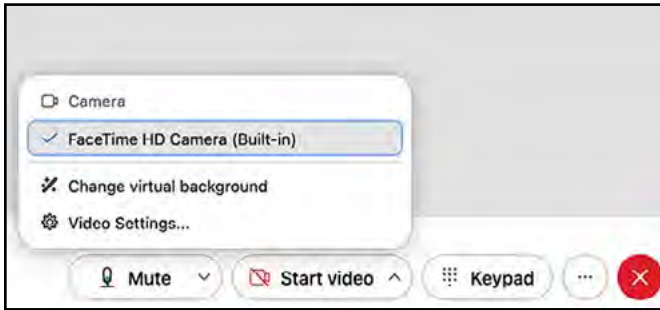 Camera
FaceTime HD Camera (Built-in)
Change virtual background
Video Settings...
Mute
Start video
Keypad